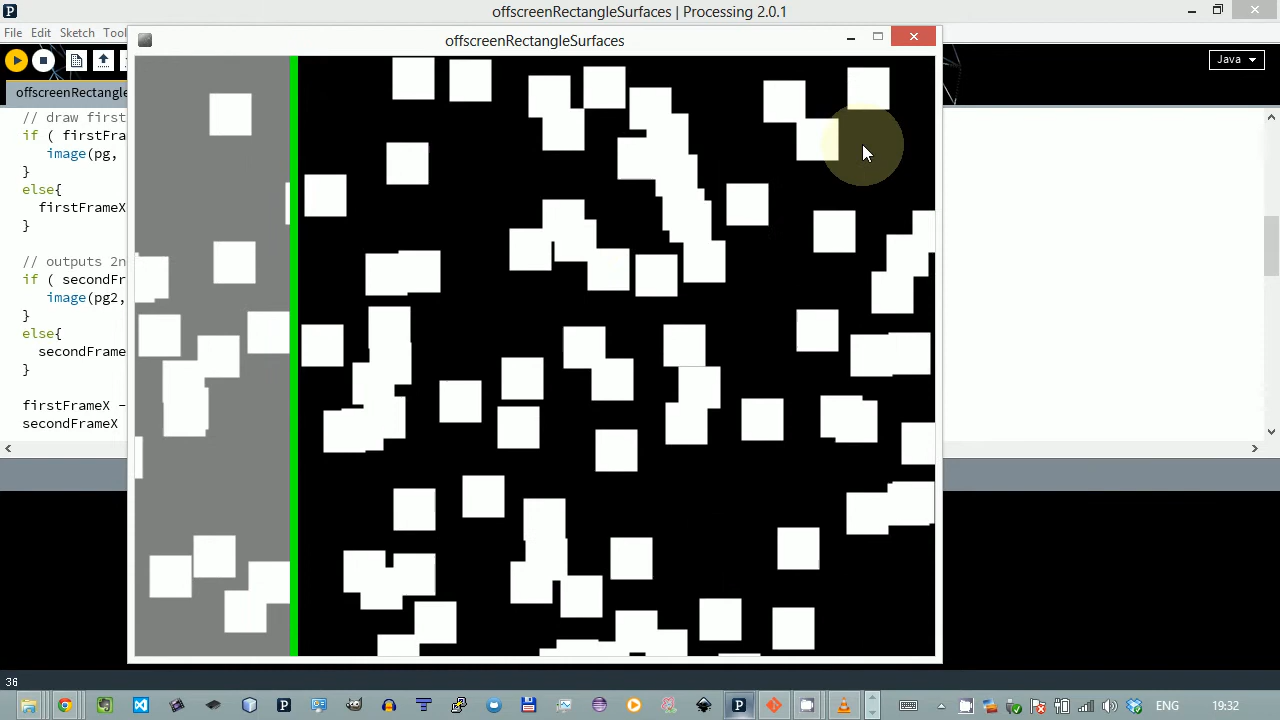 offscreenRectangleSurfaces | Processing 2.0.1
File Edit Sketch Tool
offscreenRectangleSurfaces
Java
offscreenRectangle
// draw first
if ( firstFra
image(pg,
}
else{
firstFrameX
}
// outputs 2n
if ( secondFr
image(pg2,
}
else{
secondFrame
}
firstFrameX -
secondFrameX
36
ENG
19:32